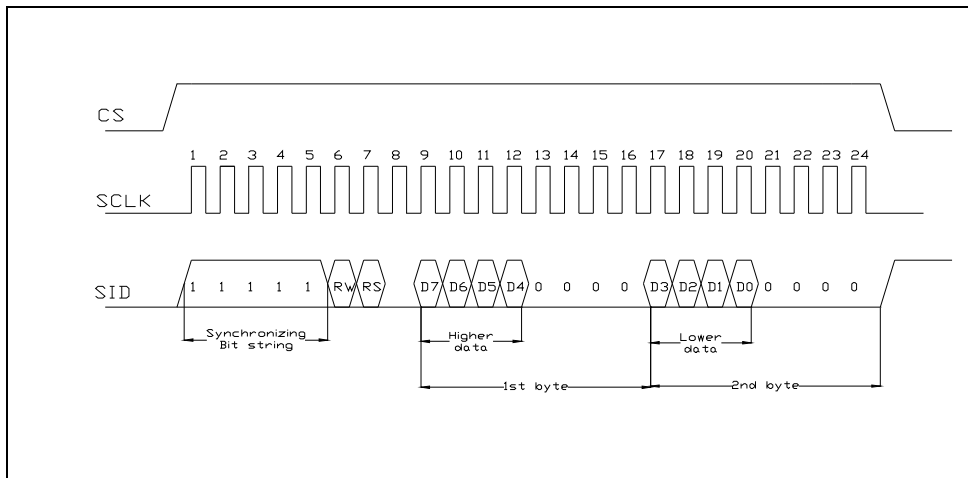 CS
1 2 3 4 5 6 7 8 9 10 11 12 13 14 15 16 17 18 19 20 21 22 23 24
SCLK
SID 1 1 1 1 1 RW RS D7 D6 D5 D4 0 0 0 0 D3 D2 D1 D0 0 0 0 0
Synchronizing
Bit string
Higher
data
Lower
data
1st byte
2nd byte